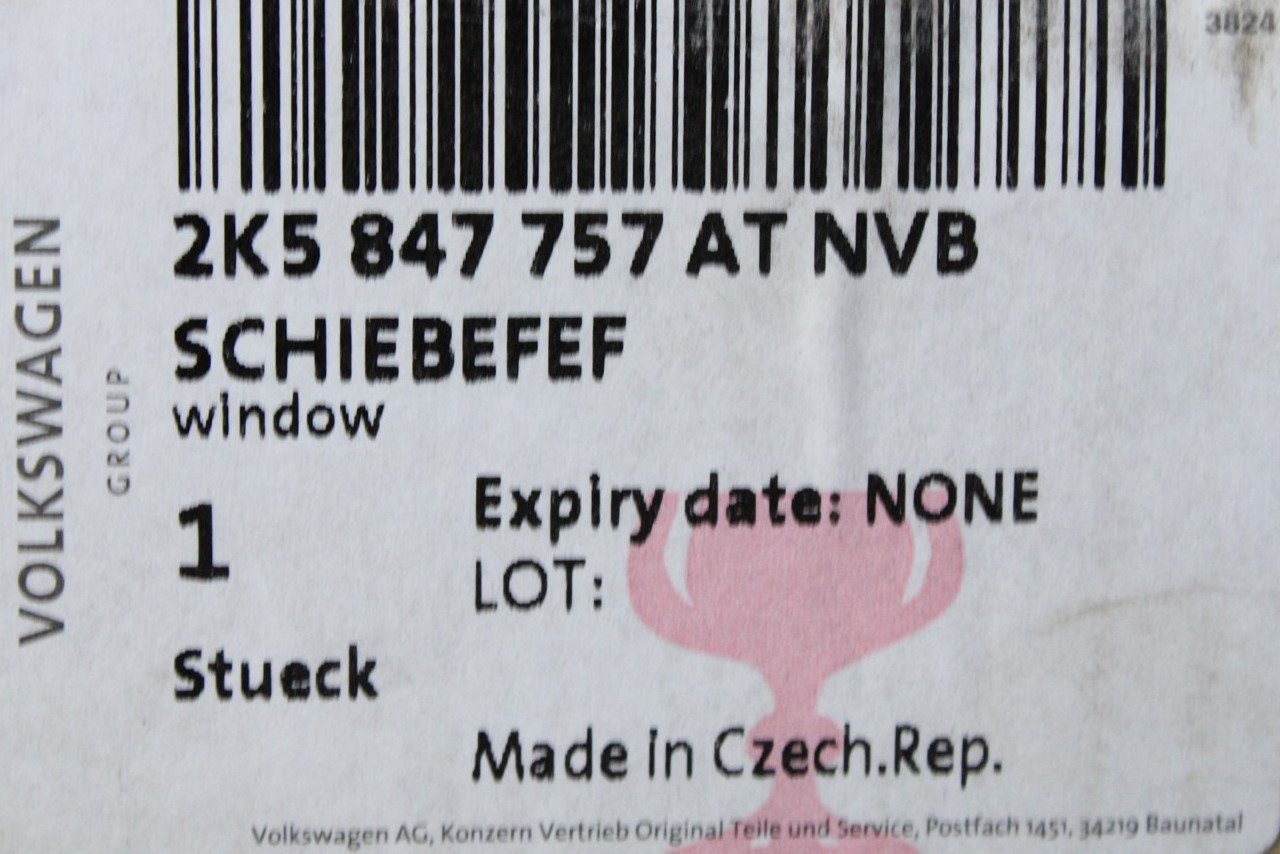 3824
2K5 847 757 AT NVB
SCHIEBEFEF
window
1
Expiry date: NONE
LOT:
Stueck
Made in Czech.Rep.
Volkswagen AG, Konzern Vertrieb Original Teile und Service, Postfach 1451, 34219 Baunatal
VOLKSWAGEN
GROUP